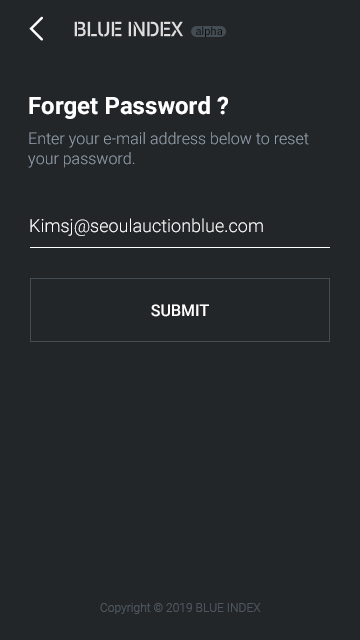 BLUE INDEX alpha
Forget Password ?
Enter your e-mail address below to reset
your password.
Kimsj@seoulauctionblue.com
SUBMIT
Copyright © 2019 BLUE INDEX